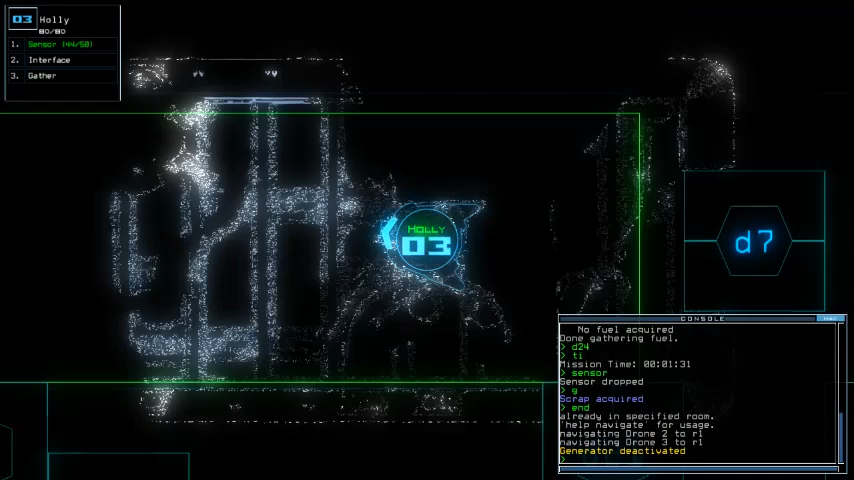 03 Holly
80/80
1. Sensor (44/50)
2. Interface
3. Gather
Holly
03
d7
CONSOLE
No fuel acquired
Done gathering fuel.
> d24
> ti
Mission Time: 00:01:31
> sensor
Sensor dropped
> g
Scrap acquired
> end
already in specified room.
'help navigate' for usage.
navigating Drone 2 to r1
navigating Drone 3 to r1
Generator deactivated
>